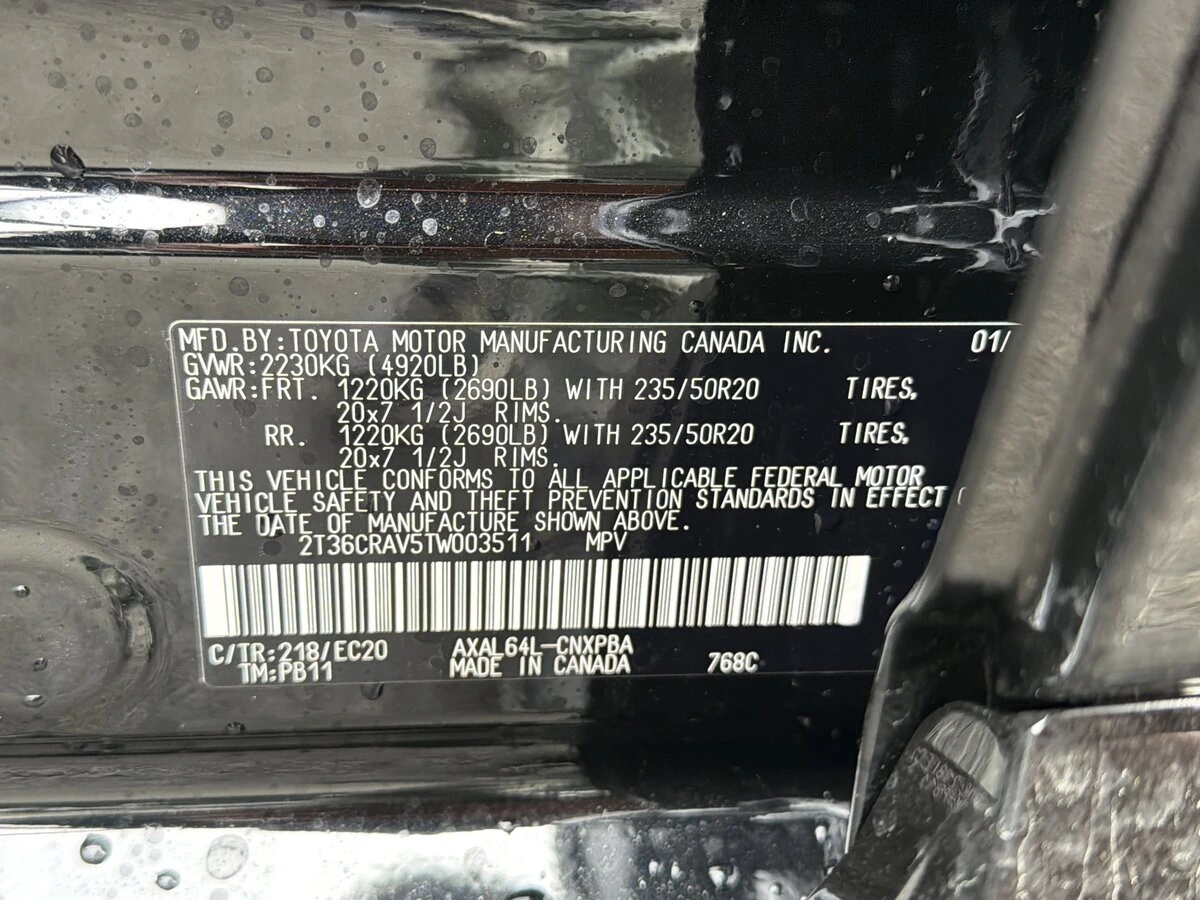 MFD.BY:TOYOTA MOTOR MANUFACTURING CANADA INC. 01/
GVWR:2230KG (4920LB)
GAWR:FRT. 1220KG (2690LB) WITH 235/50R20 TIRES,
20x7 1/2J RIMS.
RR. 1220KG (2690LB) WITH 235/50R20 TIRES,
20x7 1/2J RIMS.
THIS VEHICLE CONFORMS TO ALL APPLICABLE FEDERAL MOTOR
VEHICLE SAFETY AND THEFT PREVENTION STANDARDS IN EFFECT
THE DATE OF MANUFACTURE SHOWN ABOVE.
2T36CRAV5TW003511 MPV
C/TR:218/EC20 AXAL64L-CNXPBA
TM:PB11 MADE IN CANADA 768C